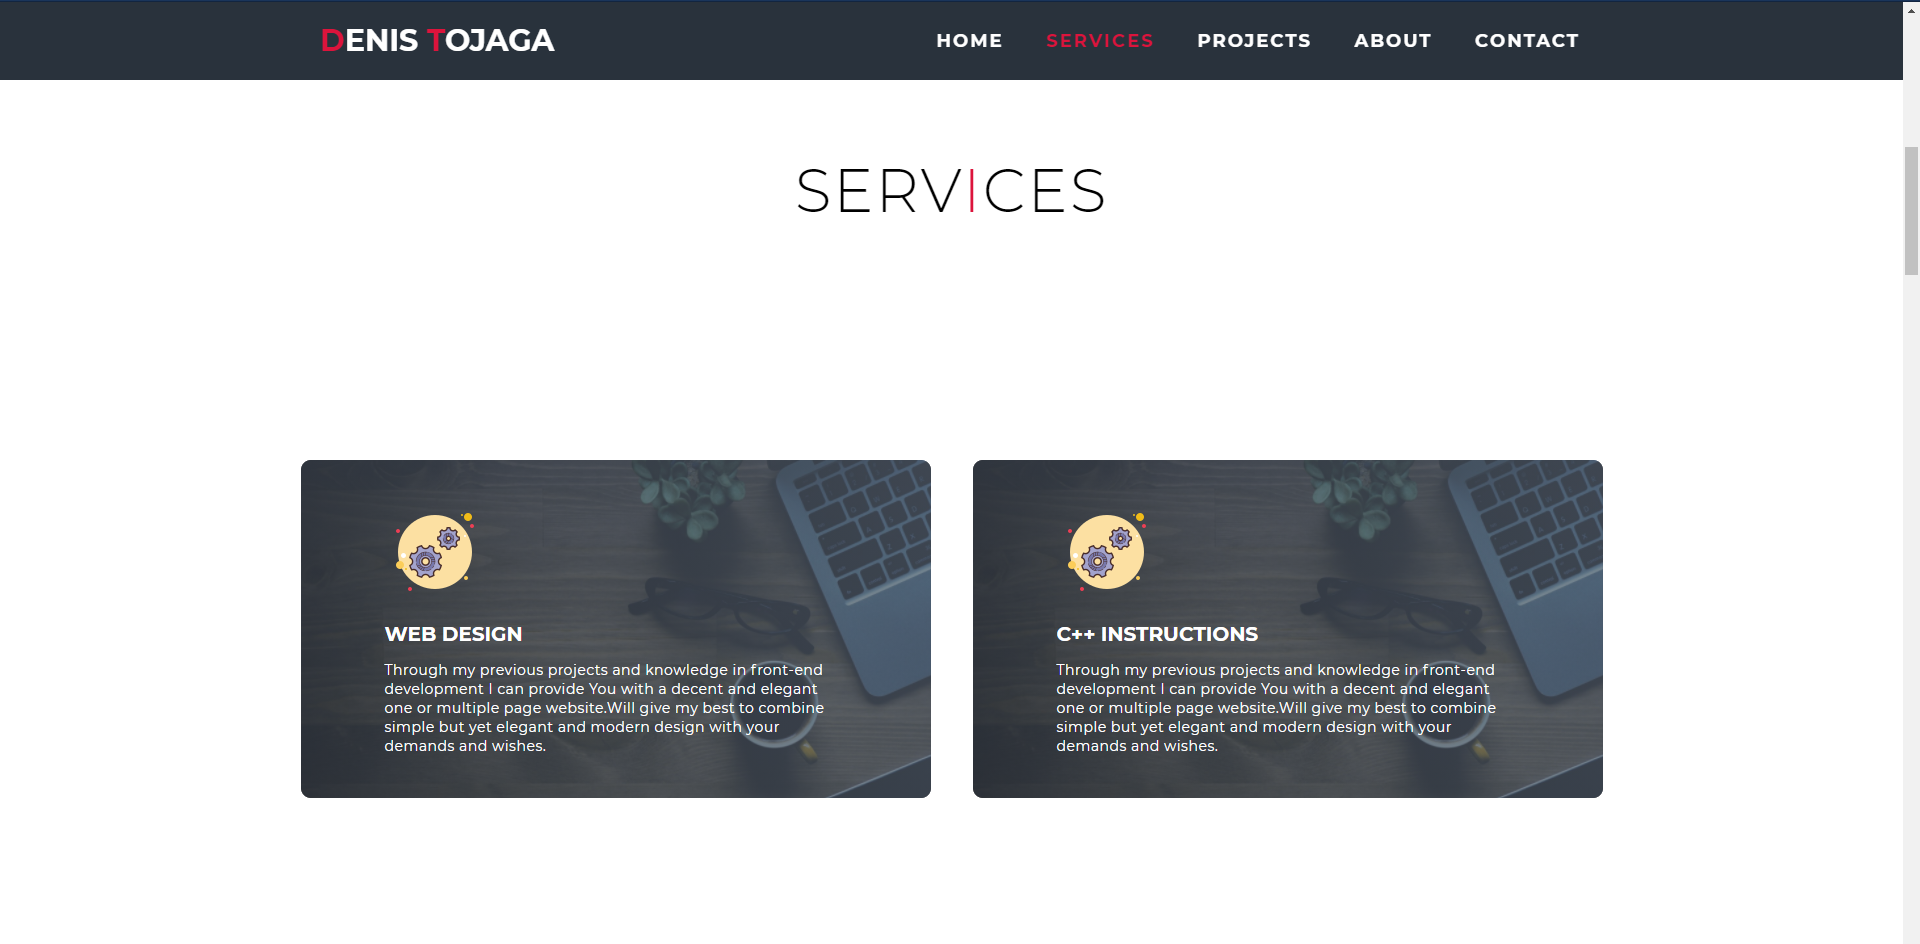 DENIS TOJAGA
HOME SERVICES PROJECTS ABOUT CONTACT
SERVICES
WEB DESIGN
Through my previous projects and knowledge in front-end
development I can provide You with a decent and elegant
one or multiple page website.Will give my best to combine
simple but yet elegant and modern design with your
demands and wishes.
C++ INSTRUCTIONS
Through my previous projects and knowledge in front-end
development I can provide You with a decent and elegant
one or multiple page website.Will give my best to combine
simple but yet elegant and modern design with your
demands and wishes.